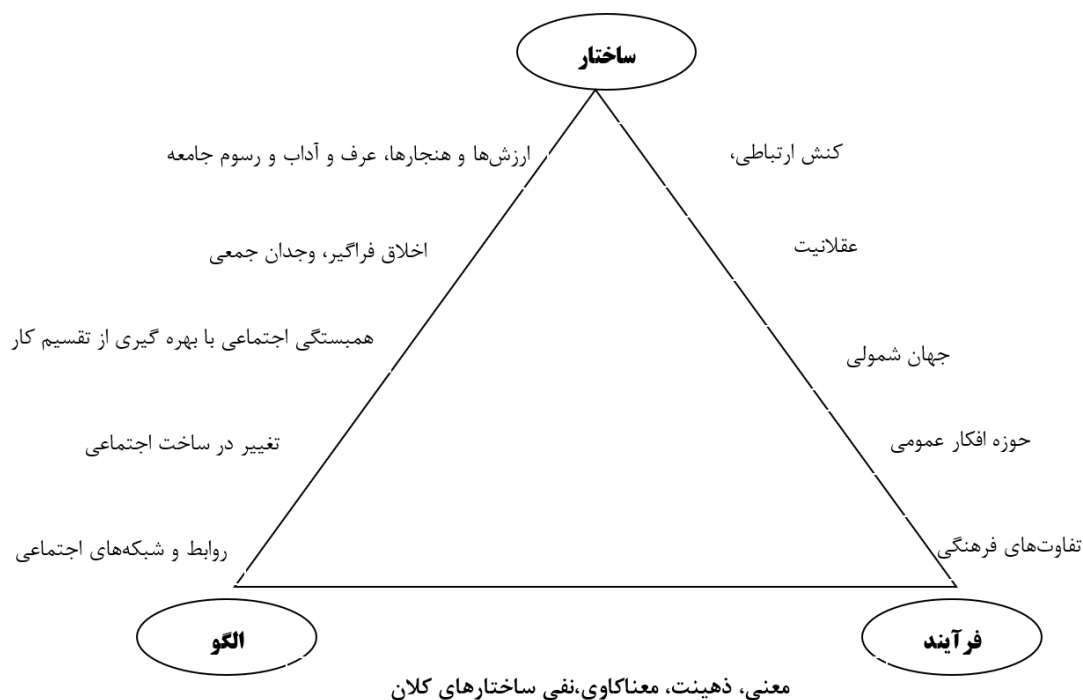 ساختار
ارزش‌ها و هنجارها، عرف و آداب و رسوم جامعه
کنش ارتباطی،
اخلاق فراگیر، وجدان جمعی
عقلانیت
همبستگی اجتماعی با بهره گیری از تقسیم کار
جهان شمولی
تغییر در ساخت اجتماعی
حوزه افکار عمومی
روابط و شبکه‌های اجتماعی
تفاوت‌های فرهنگی
الگو
فرآیند
معنی، ذهینت، معناکاوی،نفی ساختارهای کلان